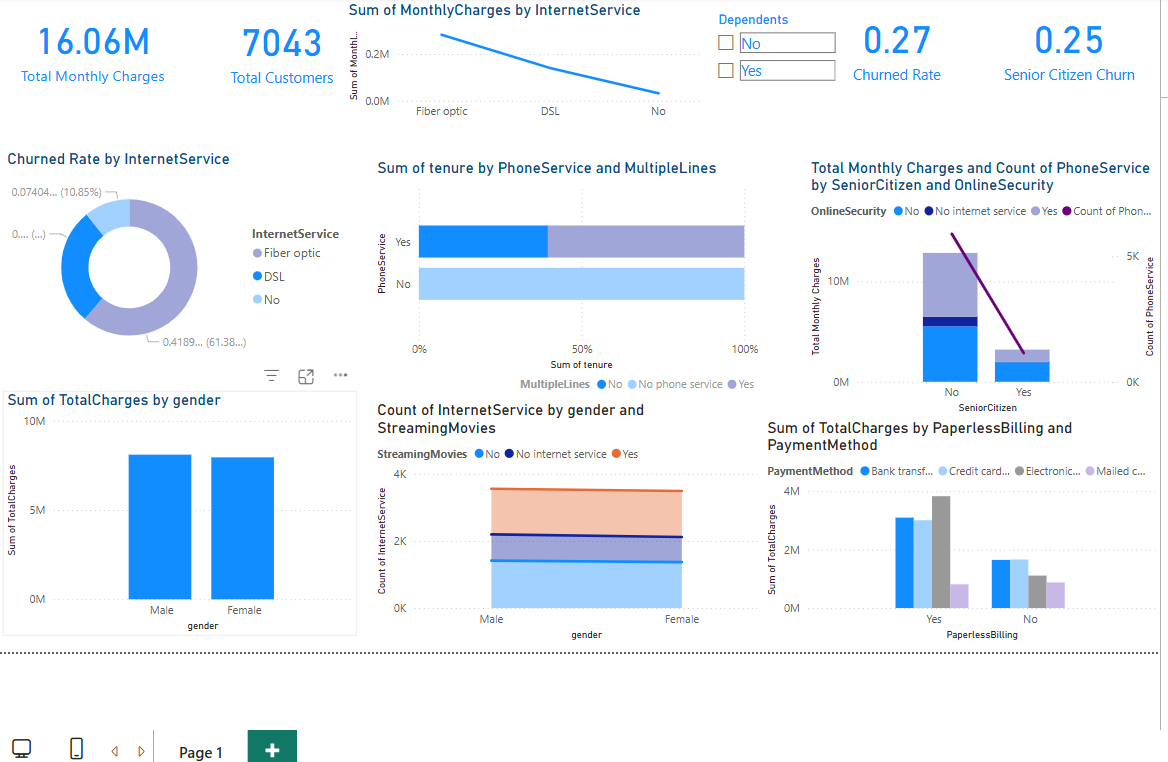 16.06M
Total Monthly Charges
7043
Total Customers
Sum of MonthlyCharges by InternetService
Sum of Monthl...
0.2M
0.0M
Fiber optic
DSL
No
Dependents
No
Yes
0.27
Churned Rate
0.25
Senior Citizen Churn
Churned Rate by InternetService
0.07404... (10.85%)
0.... (...)
0.4189... (61.38...)
InternetService
Fiber optic
DSL
No
Sum of tenure by PhoneService and MultipleLines
PhoneService
Yes
No
0%
50%
100%
Sum of tenure
MultipleLines No No phone service Yes
Total Monthly Charges and Count of PhoneService
by SeniorCitizen and OnlineSecurity
OnlineSecurity No No internet service Yes Count of Phon...
Total Monthly Charges
10M
0M
5K
0K
Count of PhoneService
No
Yes
SeniorCitizen
Sum of TotalCharges by gender
Sum of TotalCharges
10M
5M
0M
Male
Female
gender
Count of InternetService by gender and
StreamingMovies
StreamingMovies No No internet service Yes
Count of InternetService
4K
2K
0K
Male
Female
gender
Sum of TotalCharges by PaperlessBilling and
PaymentMethod
PaymentMethod Bank transf... Credit card... Electronic... Mailed c...
Sum of TotalCharges
4M
2M
0M
Yes
No
PaperlessBilling
Page 1